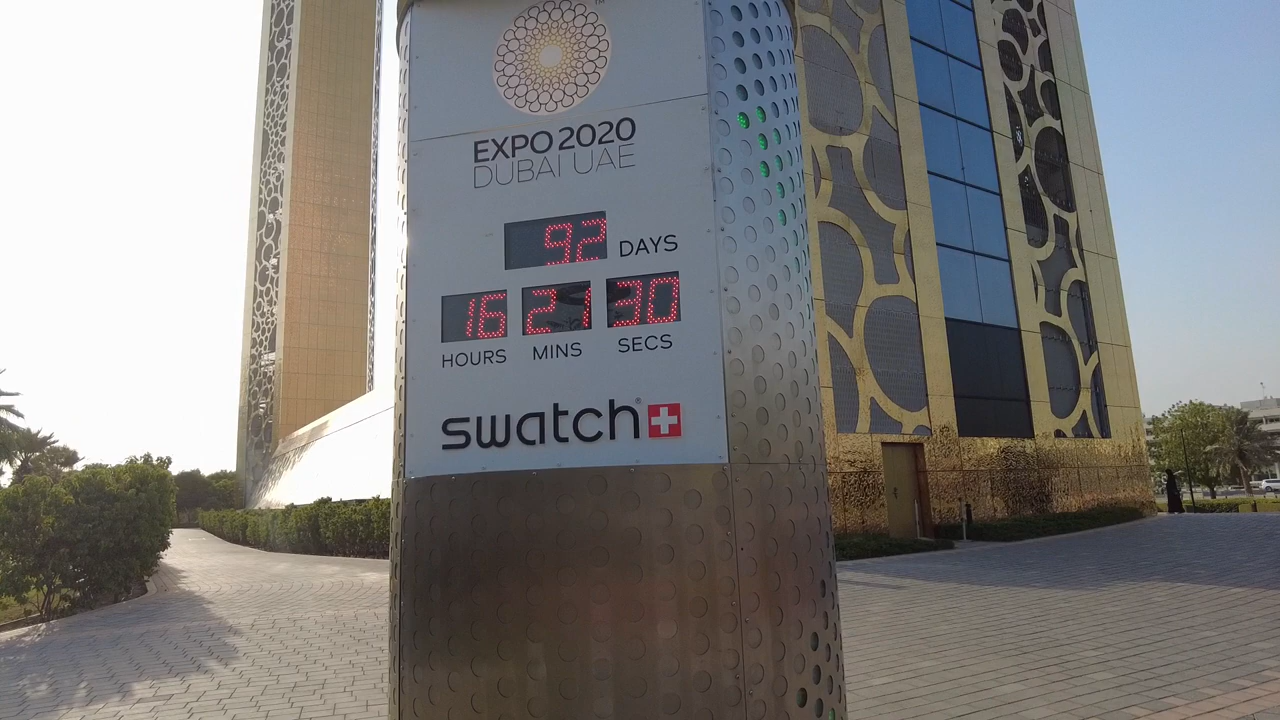 EXPO 2020
DUBAI UAE
92 DAYS
16 21 30
HOURS MINS SECS
swatch